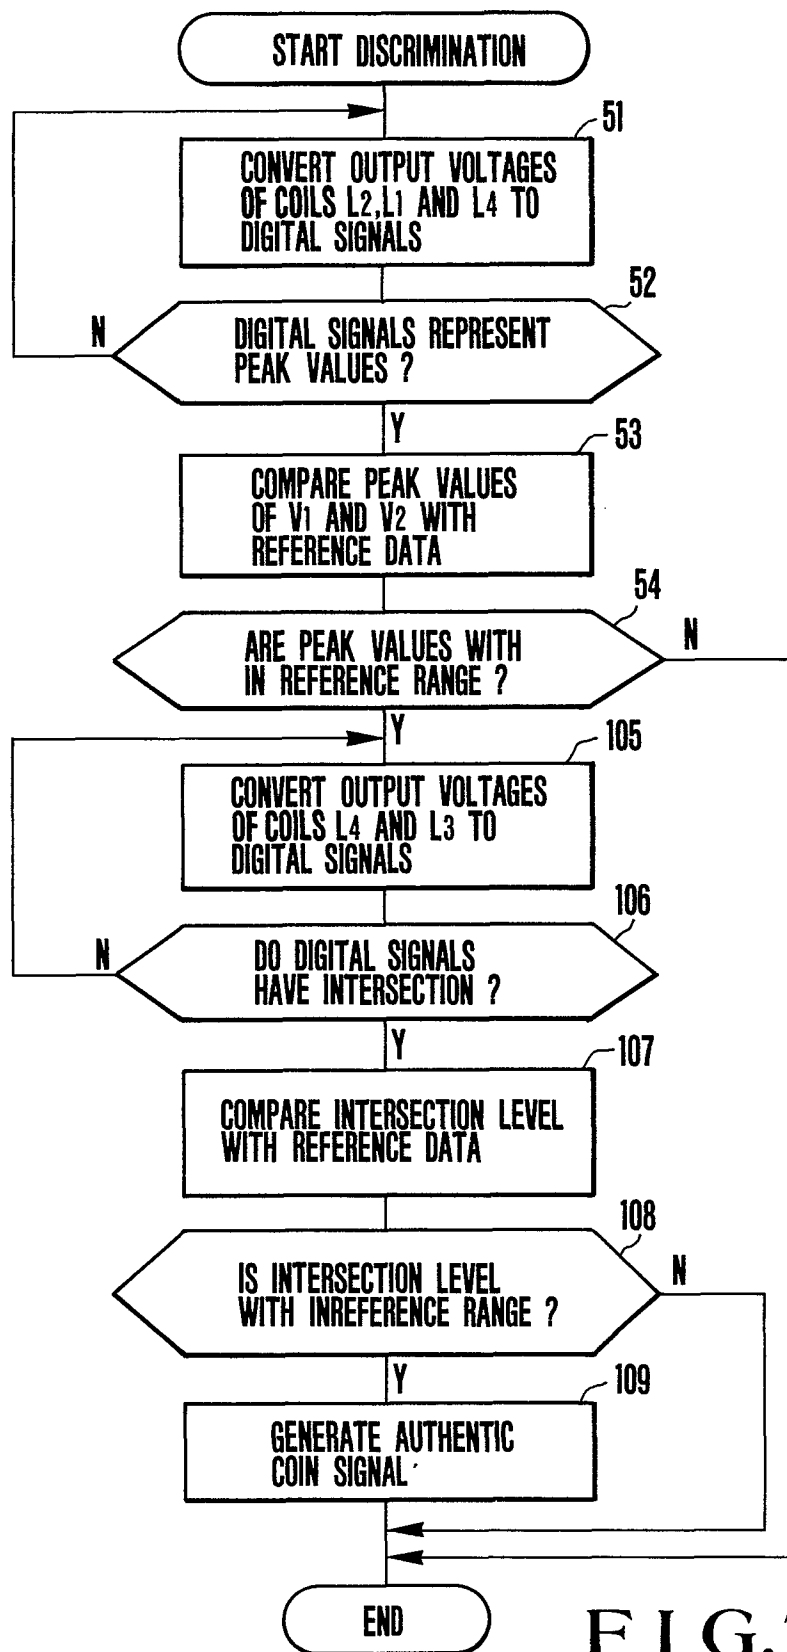 START DISCRIMINATION
51
CONVERT OUTPUT VOLTAGES
OF COILS L2,L1 AND L4 TO
DIGITAL SIGNALS
52
N
DIGITAL SIGNALS REPRESENT
PEAK VALUES ?
Y
53
COMPARE PEAK VALUES
OF V1 AND V2 WITH
REFERENCE DATA
54
ARE PEAK VALUES WITH
IN REFERENCE RANGE ?
N
Y
105
CONVERT OUTPUT VOLTAGES
OF COILS L4 AND L3 TO
DIGITAL SIGNALS
106
N
DO DIGITAL SIGNALS
HAVE INTERSECTION ?
Y
107
COMPARE INTERSECTION LEVEL
WITH REFERENCE DATA
108
N
IS INTERSECTION LEVEL
WITH INREFERENCE RANGE ?
Y
109
GENERATE AUTHENTIC
COIN SIGNAL
END
FIG.